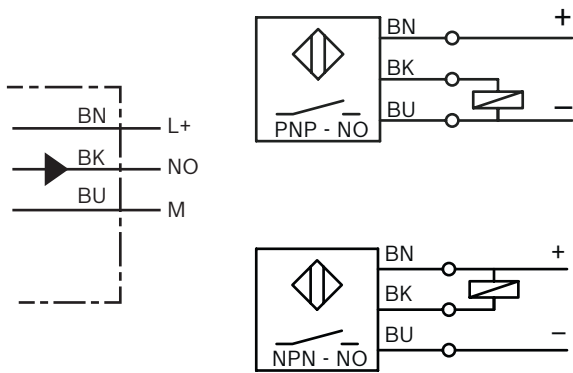 BN L+
BK NO
BU M
BN +
BK
BU −
PNP - NO
BN +
BK
BU −
NPN - NO